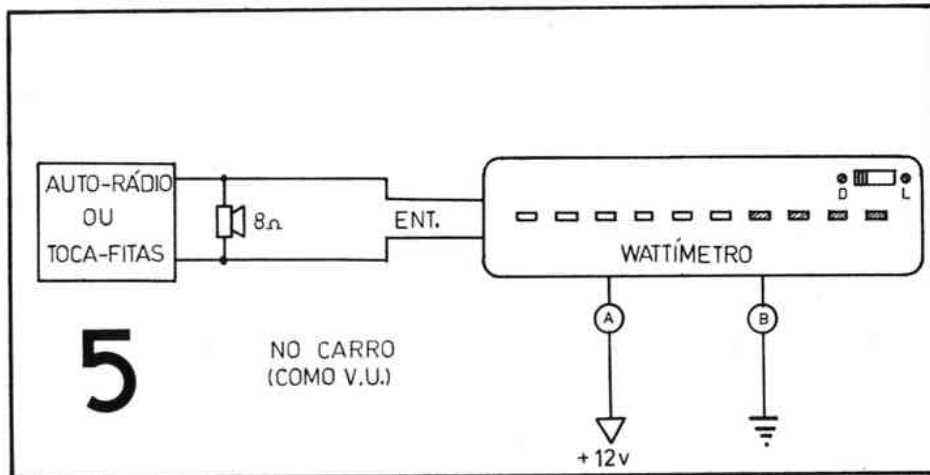 AUTO-RÁDIO
OU
TOCA-FITAS
8Ω
ENT.
D
L
WATTÍMETRO
A
B
+12v
5
NO CARRO
(COMO V.U.)